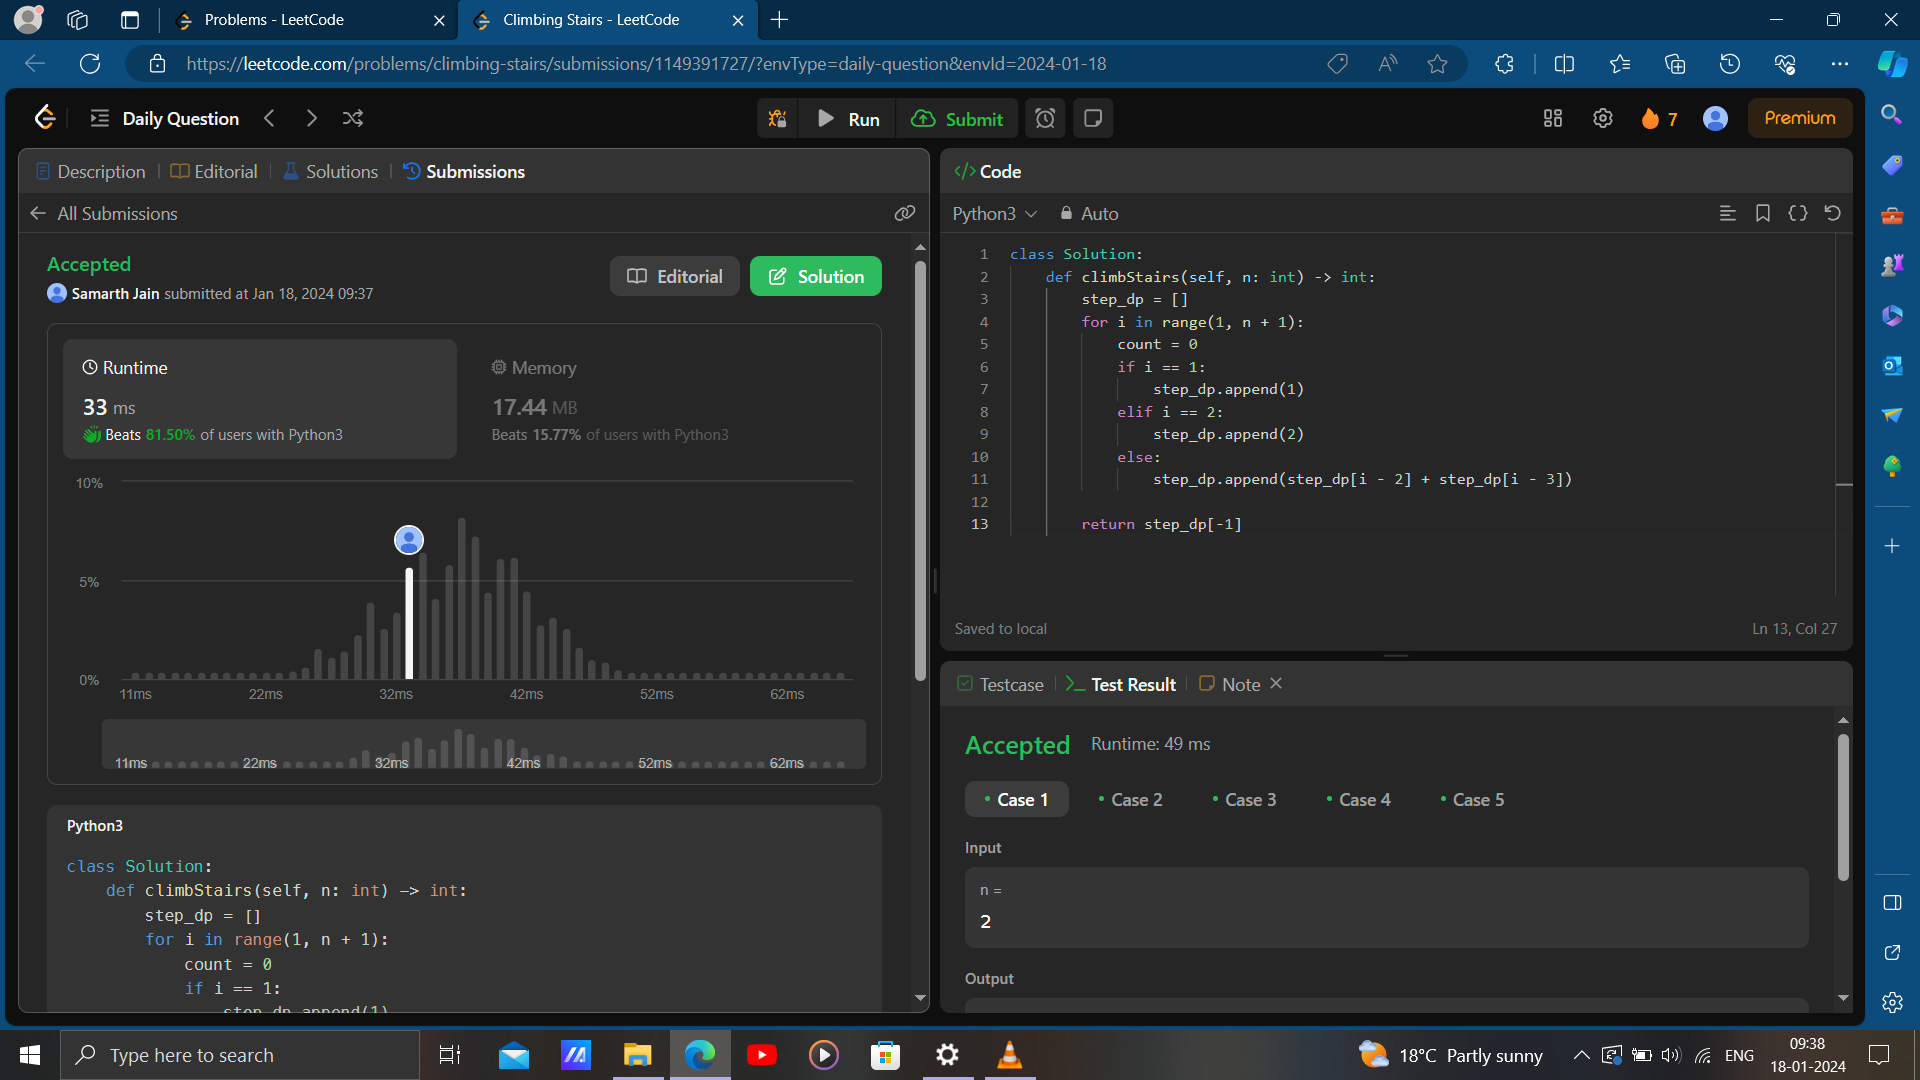 Problems - LeetCode
Climbing Stairs - LeetCode
https://leetcode.com/problems/climbing-stairs/submissions/1149391727/?envType=daily-question&envId=2024-01-18
Daily Question
Run
Submit
7
Premium
Description
Editorial
Solutions
Submissions
All Submissions
Accepted
Samarth Jain submitted at Jan 18, 2024 09:37
Editorial
Solution
Runtime
33 ms
Beats 81.50% of users with Python3
Memory
17.44 MB
Beats 15.77% of users with Python3
10%
5%
0%
11ms 22ms 32ms 42ms 52ms 62ms
11ms 22ms 32ms 42ms 52ms 62ms
Python3
class Solution:
    def climbStairs(self, n: int) -> int:
        step_dp = []
        for i in range(1, n + 1):
            count = 0
            if i == 1:
                step_dp.append(1)
</> Code
Python3
Auto
1 class Solution:
2     def climbStairs(self, n: int) -> int:
3         step_dp = []
4         for i in range(1, n + 1):
5             count = 0
6             if i == 1:
7                 step_dp.append(1)
8             elif i == 2:
9                 step_dp.append(2)
10             else:
11                 step_dp.append(step_dp[i - 2] + step_dp[i - 3])
12
13         return step_dp[-1]
Saved to local
Ln 13, Col 27
Testcase
Test Result
Note
Accepted
Runtime: 49 ms
Case 1
Case 2
Case 3
Case 4
Case 5
Input
n =
2
Output
Type here to search
18°C Partly sunny
ENG
09:38
18-01-2024